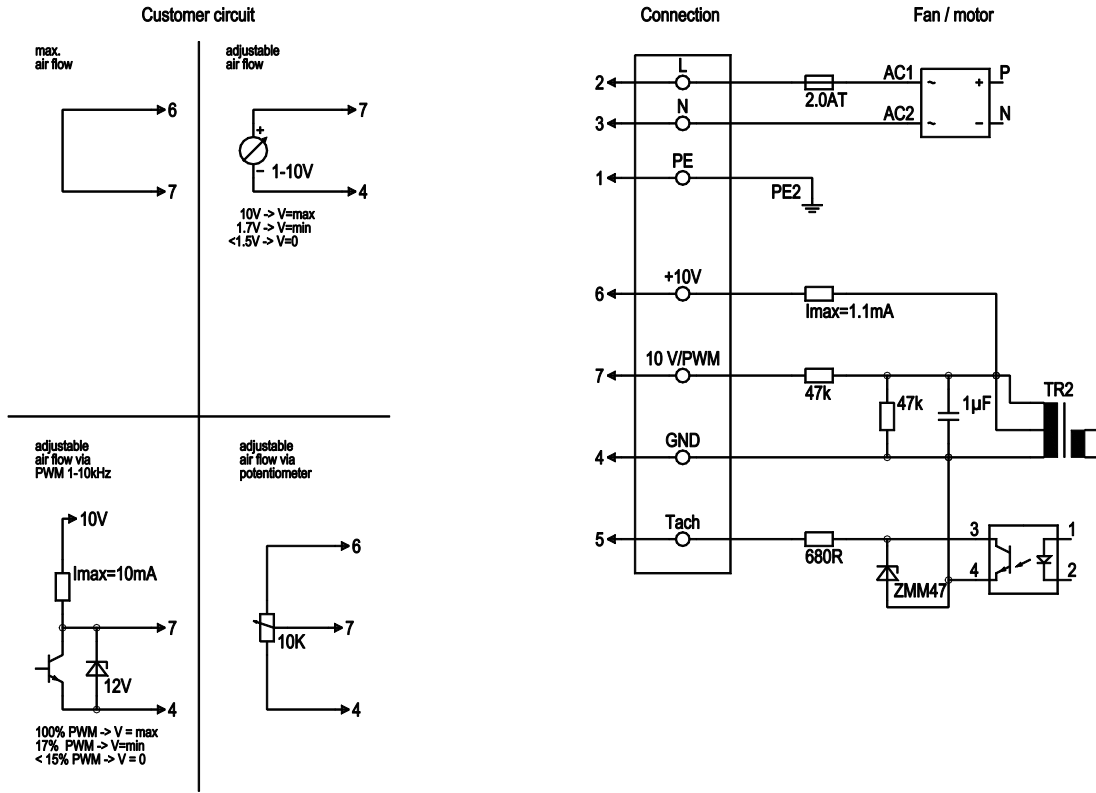 Customer circuit
Connection
Fan / motor
max.
air flow
6
7
adjustable
air flow
7
+
− 1-10V
4
10V -> V=max
1.7V -> V=min
<1.5V -> V=0
adjustable
air flow via
PWM 1-10kHz
10V
Imax=10mA
7
12V
4
100% PWM -> V = max
17% PWM -> V=min
< 15% PWM -> V = 0
adjustable
air flow via
potentiometer
6
7
10K
4
2
L
2.0AT
AC1
~
+
P
3
N
AC2
~
−
N
1
PE
PE2
6
+10V
Imax=1.1mA
7
10 V/PWM
47k
47k
1µF
TR2
4
GND
5
Tach
680R
ZMM47
3
4
1
2